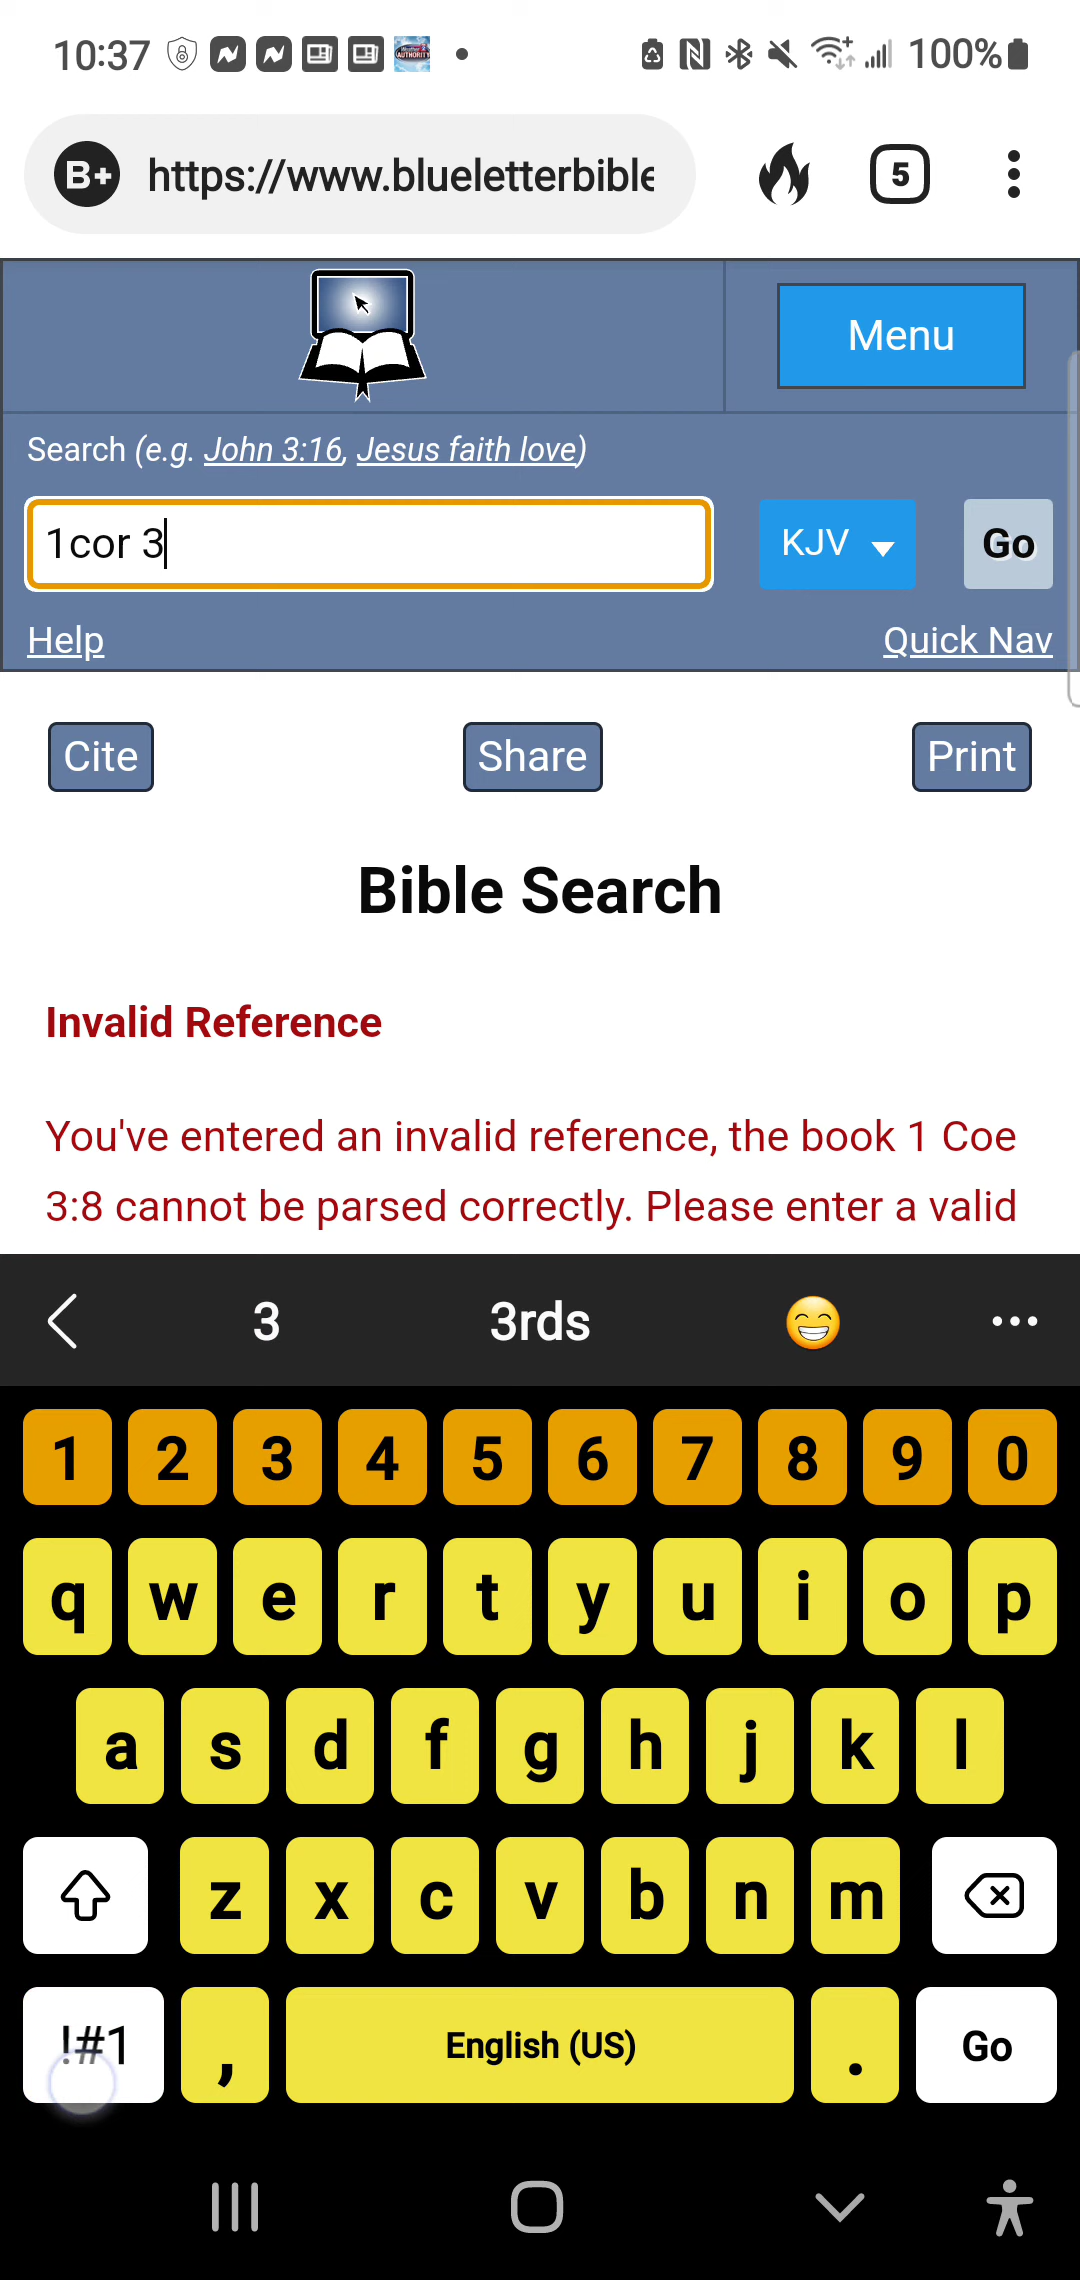 10:37 100%
B+ https://www.blueletterbible 5
Menu
Search (e.g. John 3:16, Jesus faith love)
1cor 3 KJV Go
Help Quick Nav
Cite Share Print
Bible Search
Invalid Reference
You've entered an invalid reference, the book 1 Coe
3:8 cannot be parsed correctly. Please enter a valid
3 3rds
1 2 3 4 5 6 7 8 9 0
q w e r t y u i o p
a s d f g h j k l
z x c v b n m
!#1 , English (US) . Go